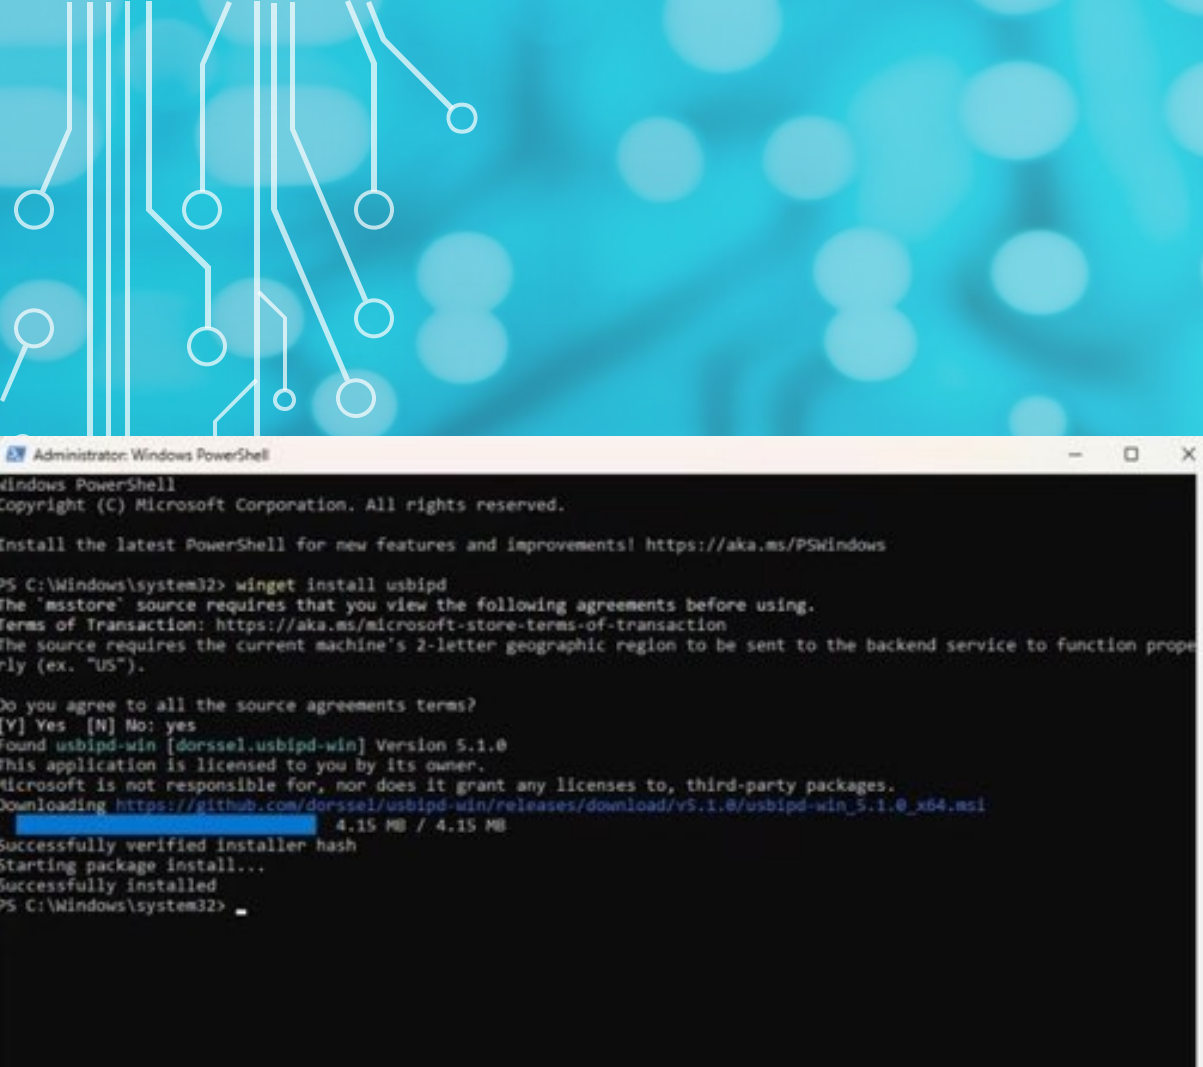 Administrator: Windows PowerShell
Windows PowerShell
Copyright (C) Microsoft Corporation. All rights reserved.
Install the latest PowerShell for new features and improvements! https://aka.ms/PSWindows
PS C:\Windows\system32> winget install usbipd
The `msstore` source requires that you view the following agreements before using.
Terms of Transaction: https://aka.ms/microsoft-store-terms-of-transaction
The source requires the current machine's 2-letter geographic region to be sent to the backend service to function prope
rly (ex. "US").
Do you agree to all the source agreements terms?
[Y] Yes  [N] No: yes
Found usbipd-win [dorssel.usbipd-win] Version 5.1.0
This application is licensed to you by its owner.
Microsoft is not responsible for, nor does it grant any licenses to, third-party packages.
Downloading https://github.com/dorssel/usbipd-win/releases/download/v5.1.0/usbipd-win_5.1.0_x64.msi
4.15 MB / 4.15 MB
Successfully verified installer hash
Starting package install...
Successfully installed
PS C:\Windows\system32>